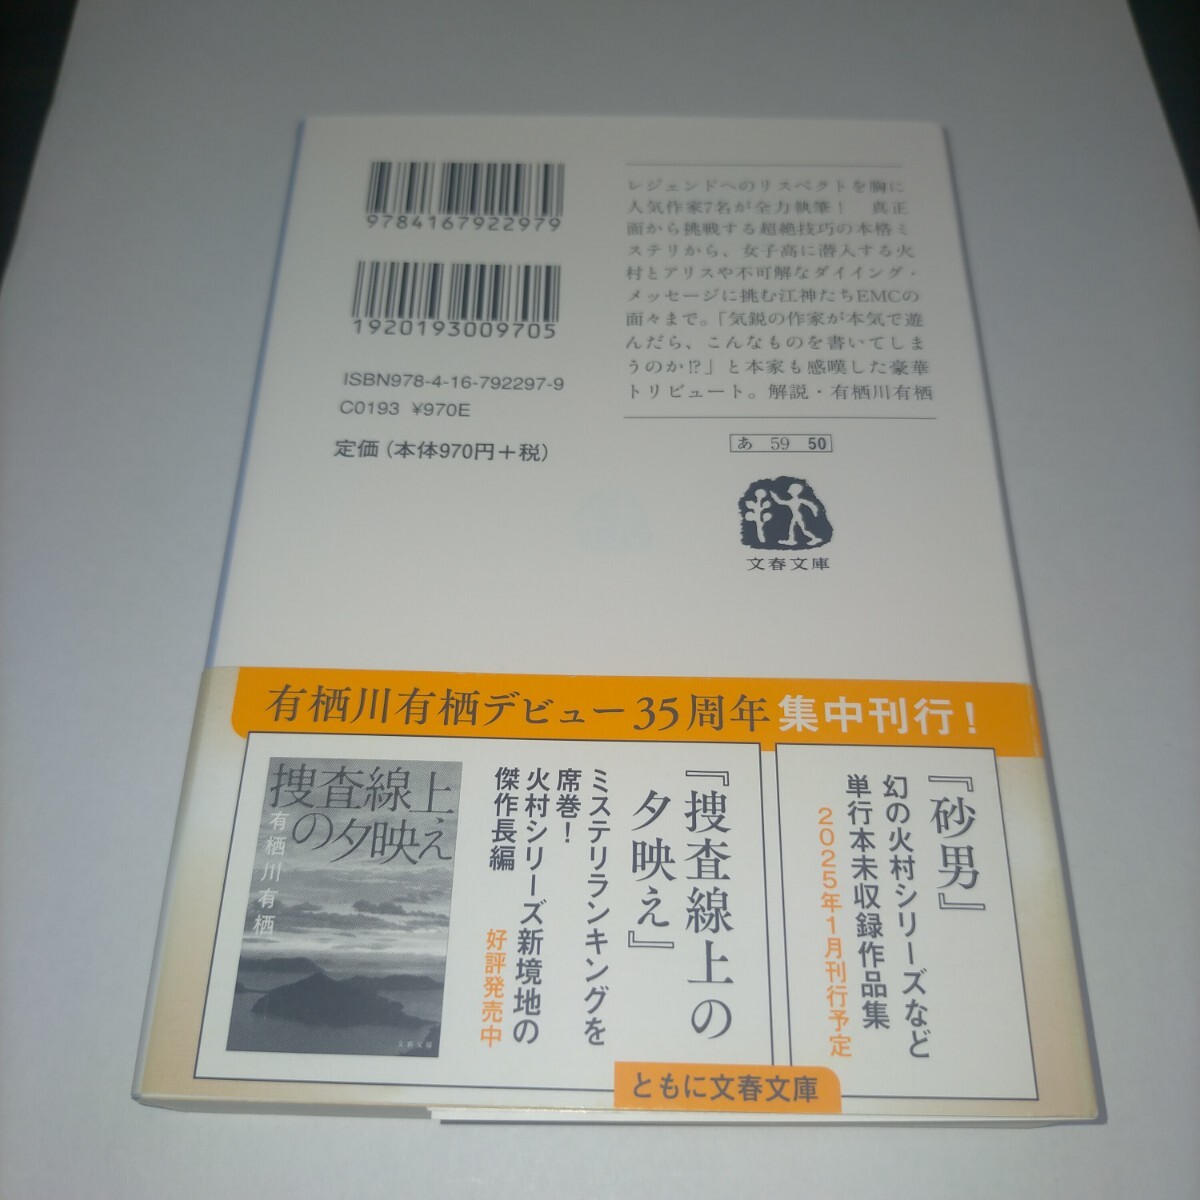 9784167922979
1920193009705
ISBN978-4-16-792297-9
C0193 ¥970E
定価(本体970円+税)
レジェンドへのリスペクトを胸に
人気作家7名が全力執筆！　真正
面から挑戦する超絶技巧の本格ミ
ステリから、女子高に潜入する火
村とアリスや不可解なダイイング・
メッセージに挑む江神たちEMCの
面々まで。「気鋭の作家が本気で遊
んだら、こんなものを書いてしま
うのか!?」と本家も感嘆した豪華
トリビュート。解説・有栖川有栖
あ 59 50
文春文庫
有栖川有栖デビュー35周年 集中刊行！
『砂男』
幻の火村シリーズなど
単行本未収録作品集
2025年1月刊行予定
『捜査線上の
夕映え』
ミステリランキングを
席巻！
火村シリーズ新境地の
傑作長編
好評発売中
捜査線上
の夕映え
有栖川有栖
文春文庫
ともに文春文庫